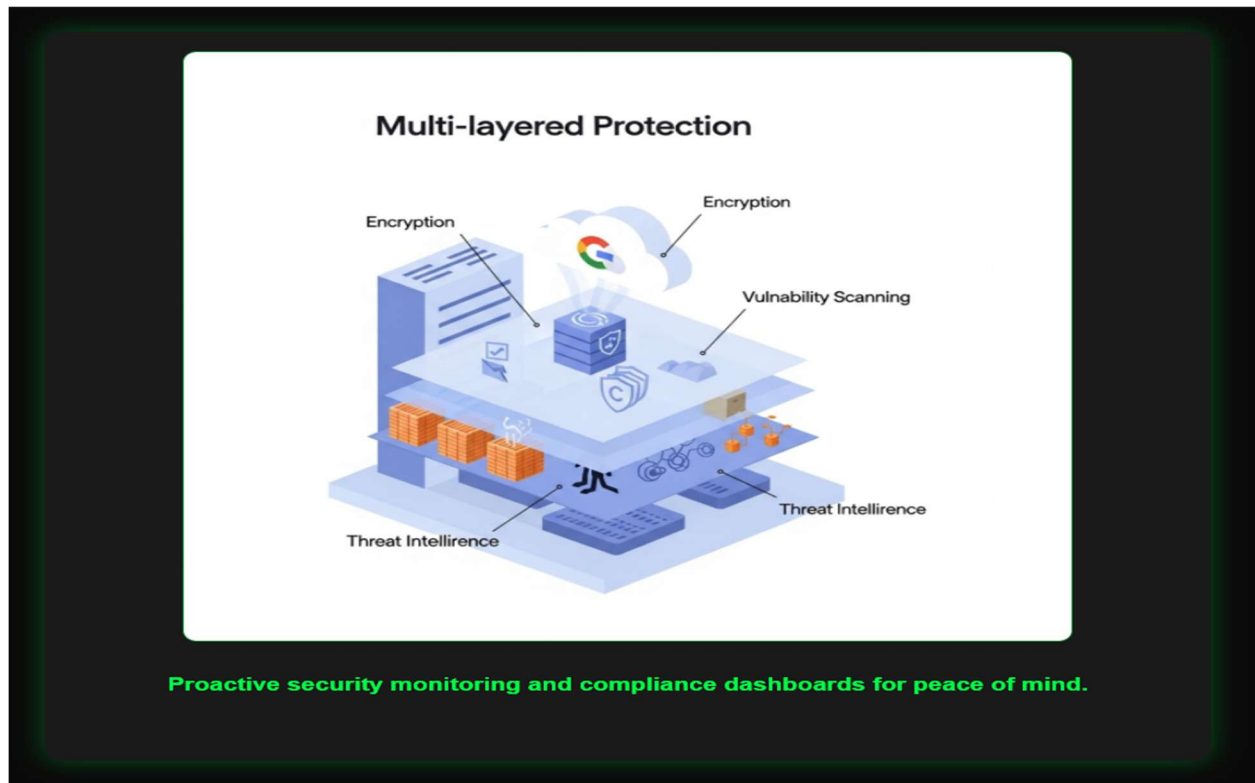 Multi-layered Protection
Encryption
Encryption
Vulnability Scanning
Threat Intellirence
Threat Intellirence
Proactive security monitoring and compliance dashboards for peace of mind.